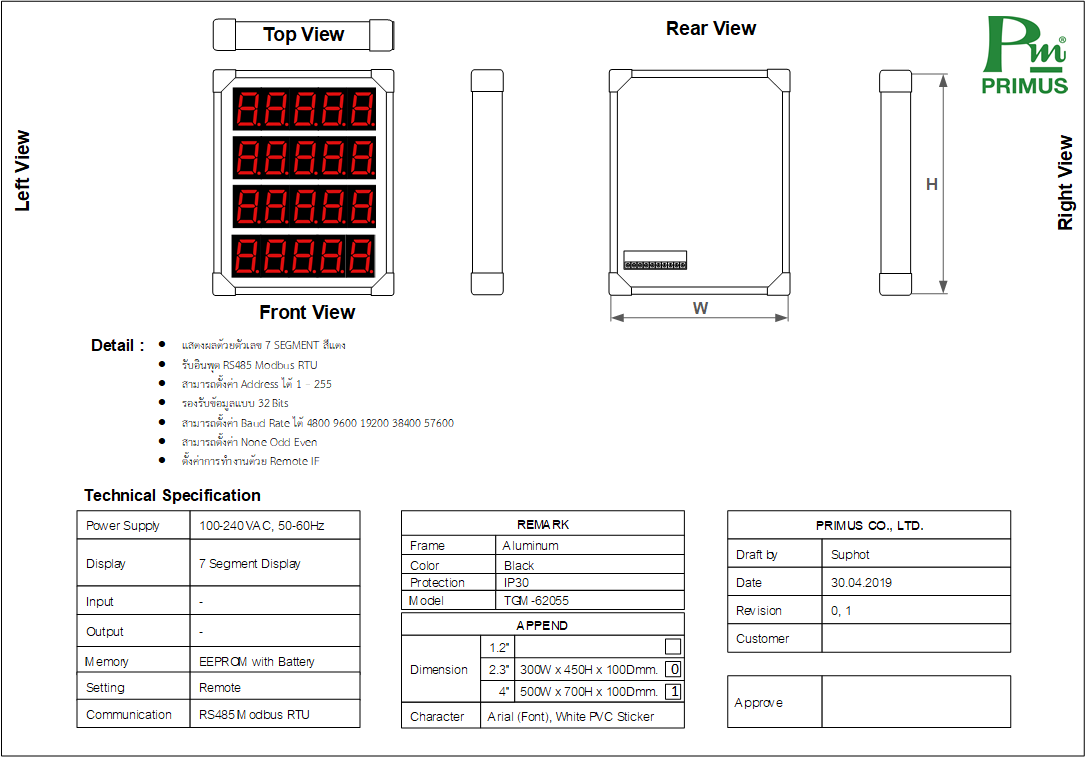 Top View
Rear View
Pm®
PRIMUS
Left View
88888
88888
88888
88888
H
Right View
W
Front View
Detail :
• แสดงผลด้วยตัวเลข 7 SEGMENT สีแดง
• รับอินพุต RS485 Modbus RTU
• สามารถตั้งค่า Address ได้ 1 - 255
• รองรับข้อมูลแบบ 32 Bits
• สามารถตั้งค่า Baud Rate ได้ 4800 9600 19200 38400 57600
• สามารถตั้งค่า None Odd Even
• ตั้งค่าการทำงานด้วย Remote IF
Technical Specification
Power Supply 100-240VAC, 50-60Hz
Display 7 Segment Display
Input -
Output -
Memory EEPROM with Battery
Setting Remote
Communication RS485 Modbus RTU
REMARK
Frame Aluminum
Color Black
Protection IP30
Model TGM-62055
APPEND
Dimension
1.2"
2.3" 300W x 450H x 100Dmm. 0
4" 500W x 700H x 100Dmm. 1
Character Arial (Font), White PVC Sticker
PRIMUS CO., LTD.
Draft by Suphot
Date 30.04.2019
Revision 0, 1
Customer
Approve